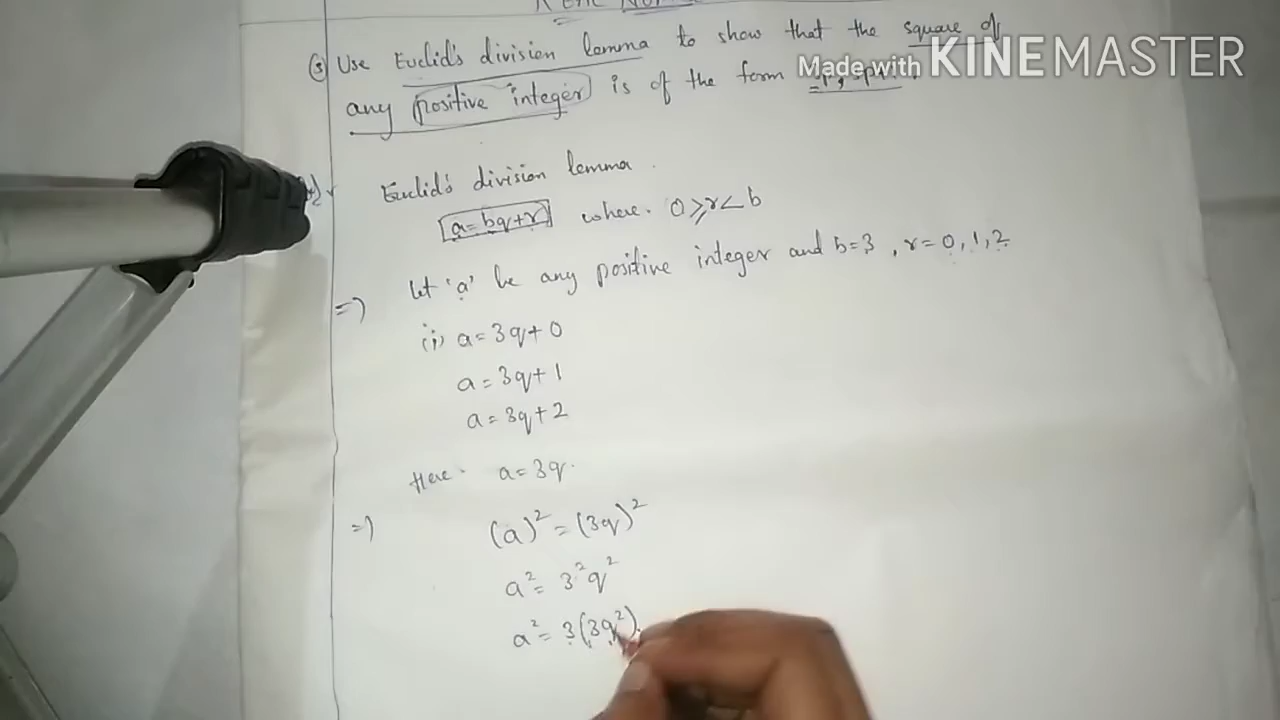 ③ Use Euclid's division lemma to show that the square of
any positive integer is of the form
Made with KINEMASTER
Euclid's division lemma.
a=bq+r where. 0≥r<b
=) Let 'a' be any positive integer and b=3, r=0,1,2
(i) a=3q+0
a=3q+1
a=3q+2
Here. a=3q.
=) (a)²=(3q)²
a²=3²q²
a²=3(3q²).